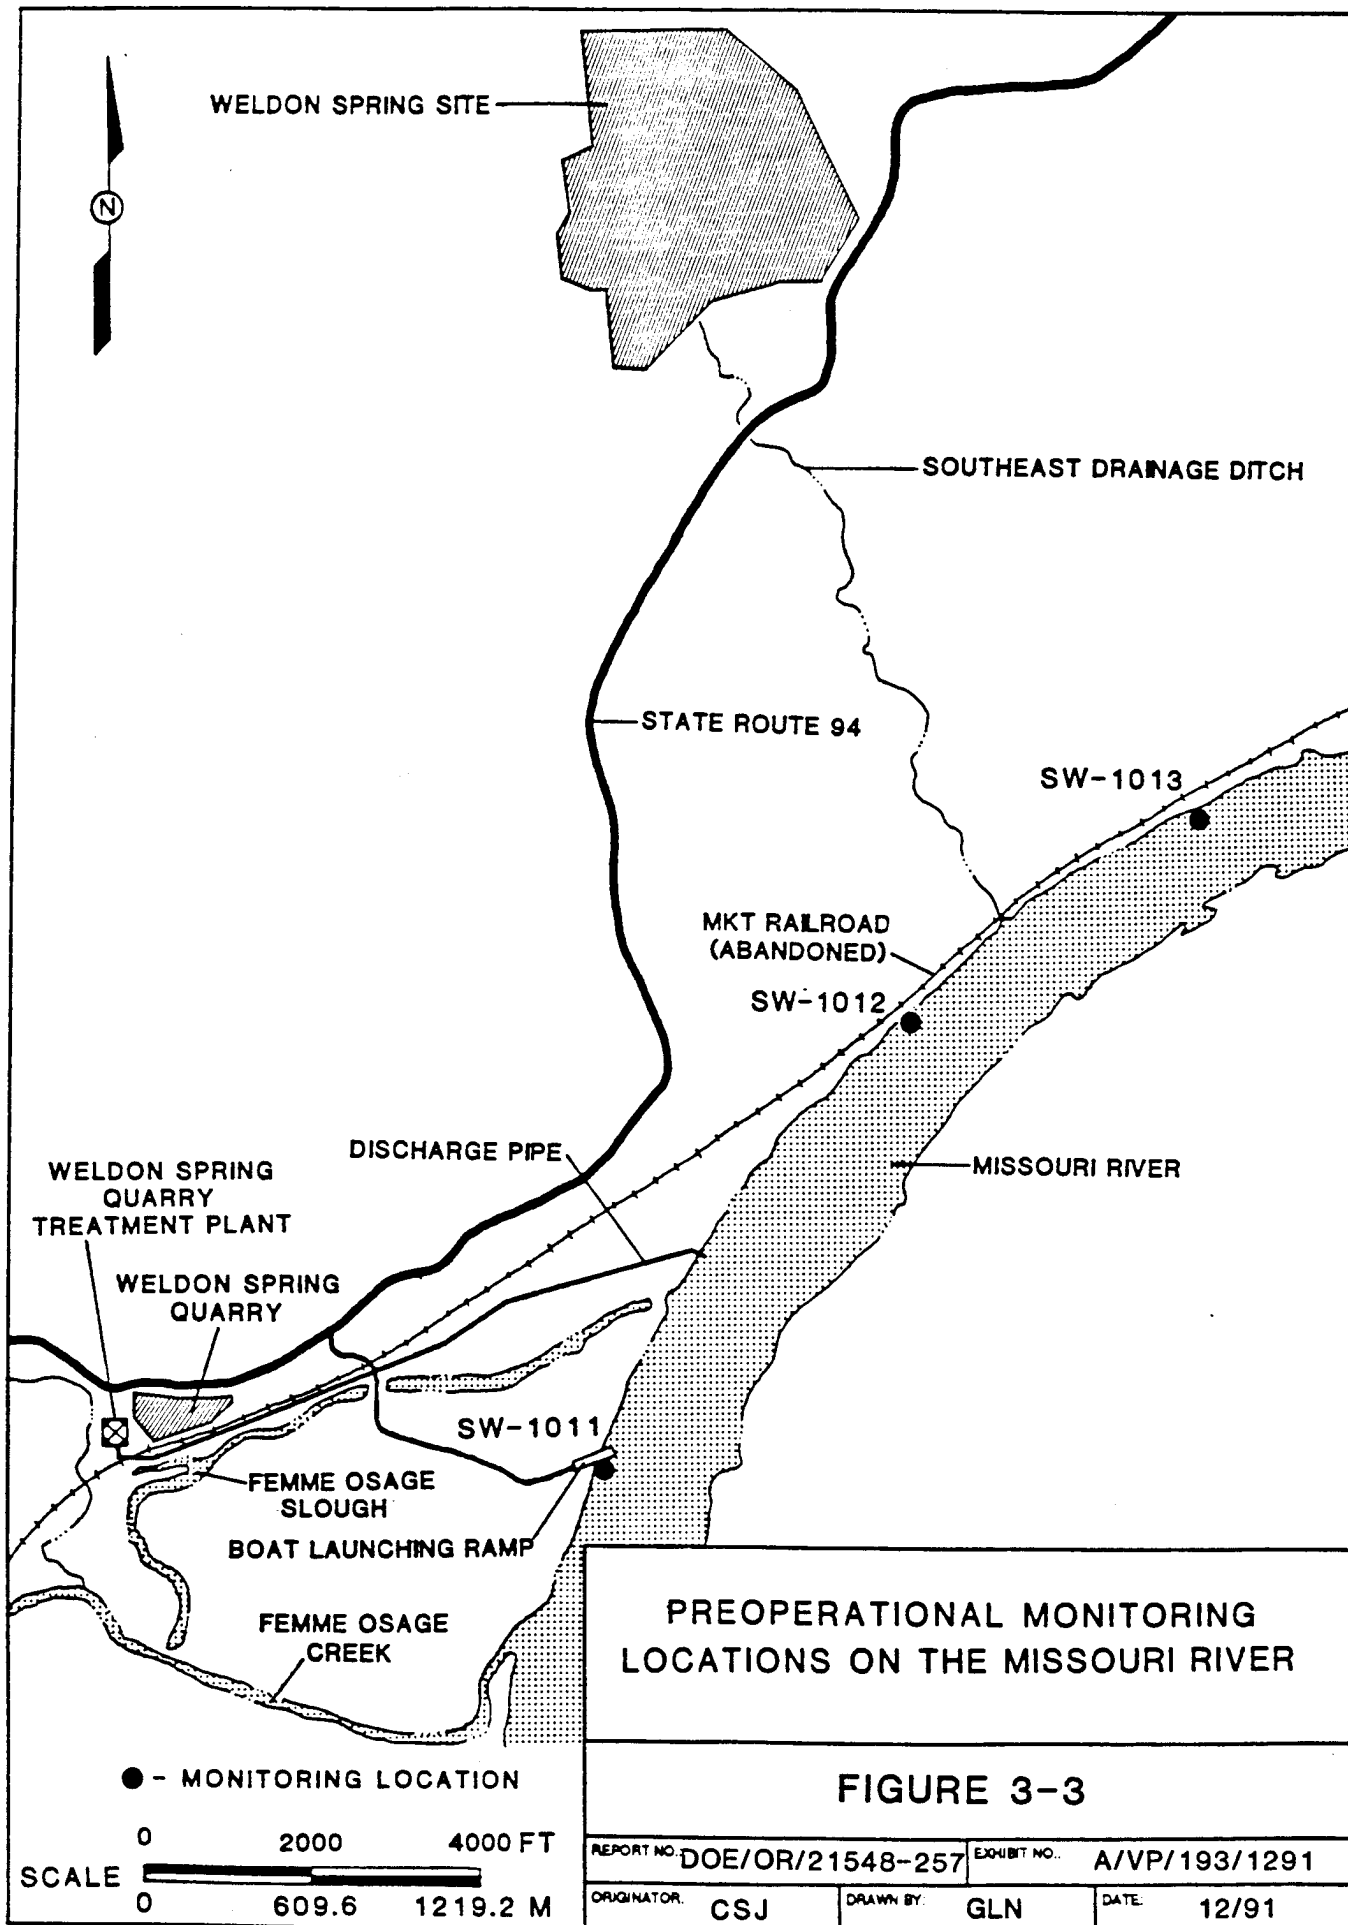 WELDON SPRING SITE
N
SOUTHEAST DRAINAGE DITCH
STATE ROUTE 94
SW-1013
MKT RAILROAD
(ABANDONED)
SW-1012
DISCHARGE PIPE
MISSOURI RIVER
WELDON SPRING
QUARRY
TREATMENT PLANT
WELDON SPRING
QUARRY
SW-1011
FEMME OSAGE
SLOUGH
BOAT LAUNCHING RAMP
FEMME OSAGE
CREEK
PREOPERATIONAL MONITORING
LOCATIONS ON THE MISSOURI RIVER
● - MONITORING LOCATION
FIGURE 3-3
0 2000 4000 FT
SCALE
0 609.6 1219.2 M
REPORT NO.: DOE/OR/21548-257 EXHIBIT NO.: A/VP/193/1291
ORIGINATOR: CSJ DRAWN BY: GLN DATE: 12/91